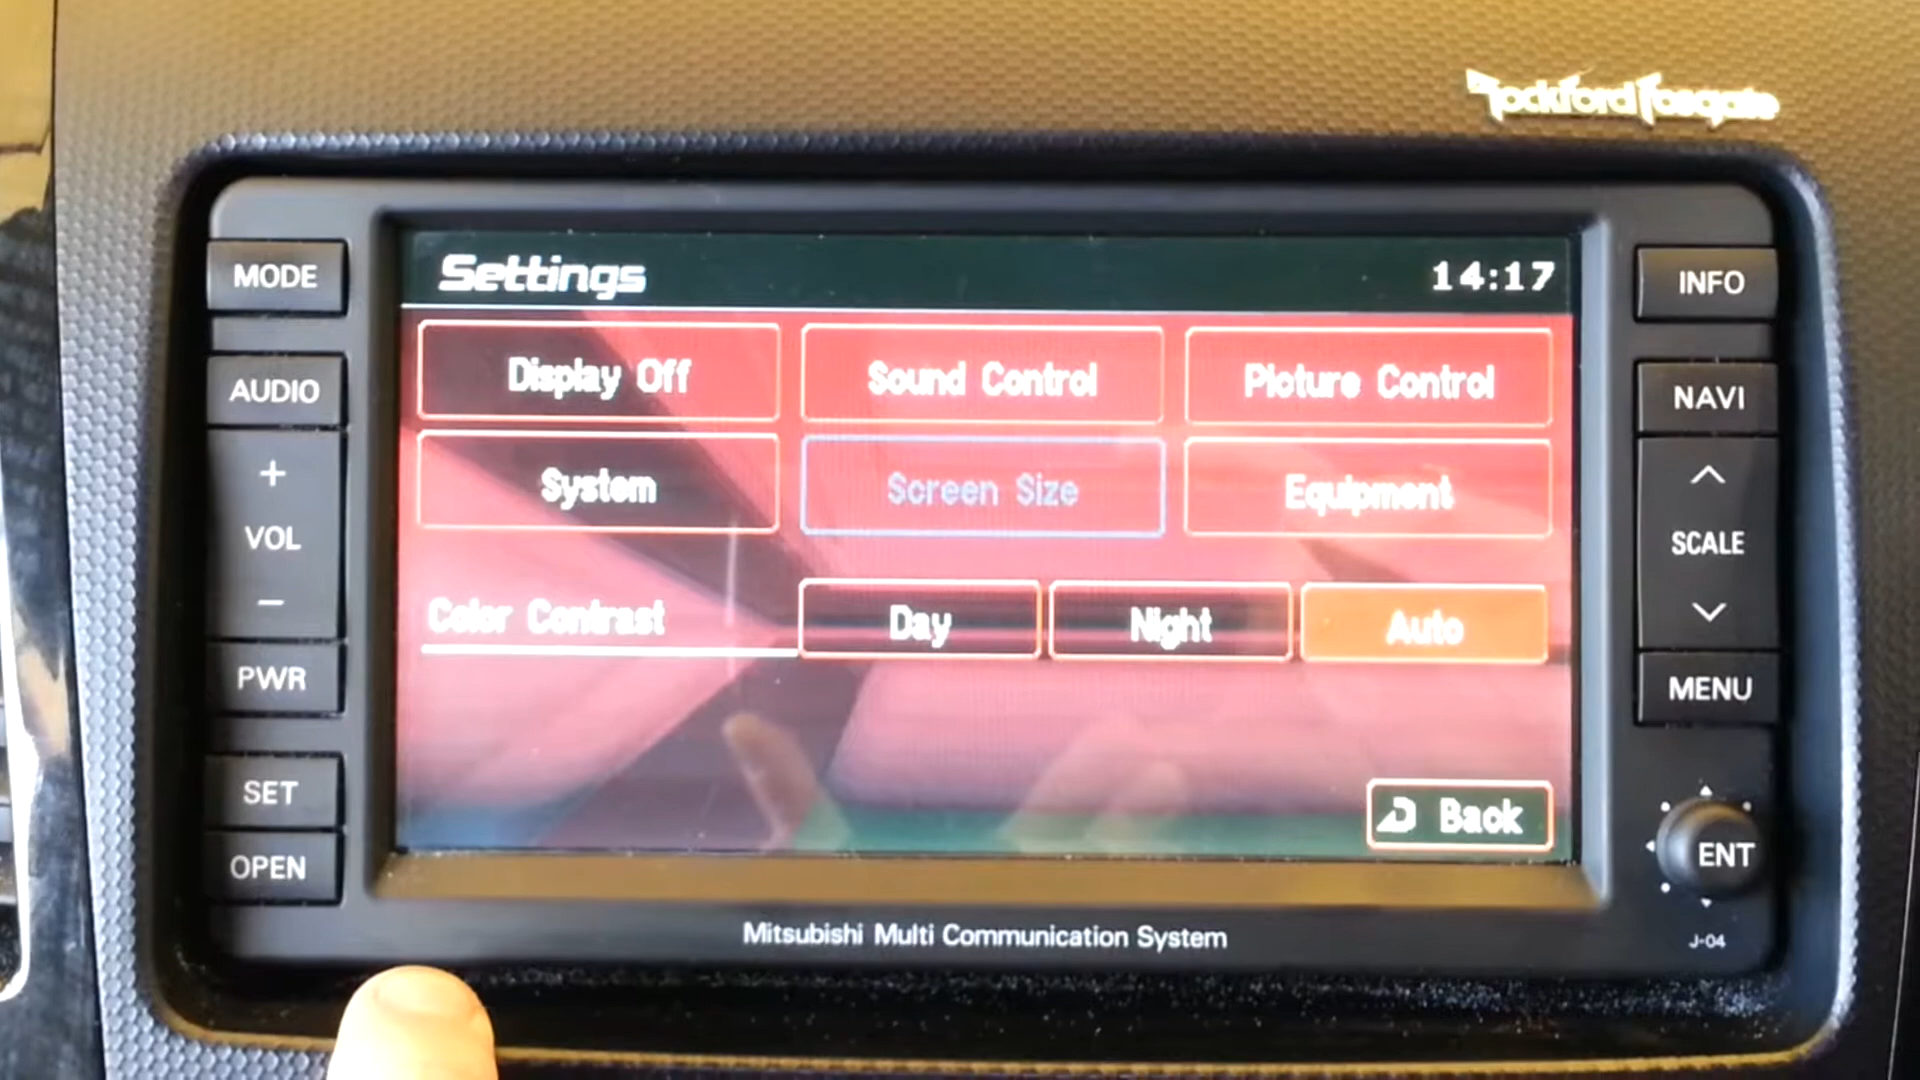 Rockford Fosgate
MODE
AUDIO
+
VOL
−
PWR
SET
OPEN
Settings
14:17
Display Off
Sound Control
Picture Control
System
Screen Size
Equipment
Color Contrast
Day
Night
Auto
Back
INFO
NAVI
SCALE
MENU
ENT
J-04
Mitsubishi Multi Communication System